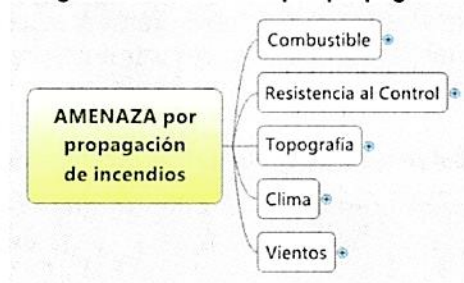 AMENAZA por
propagación
de incendios
Combustible
Resistencia al Control
Topografía
Clima
Vientos